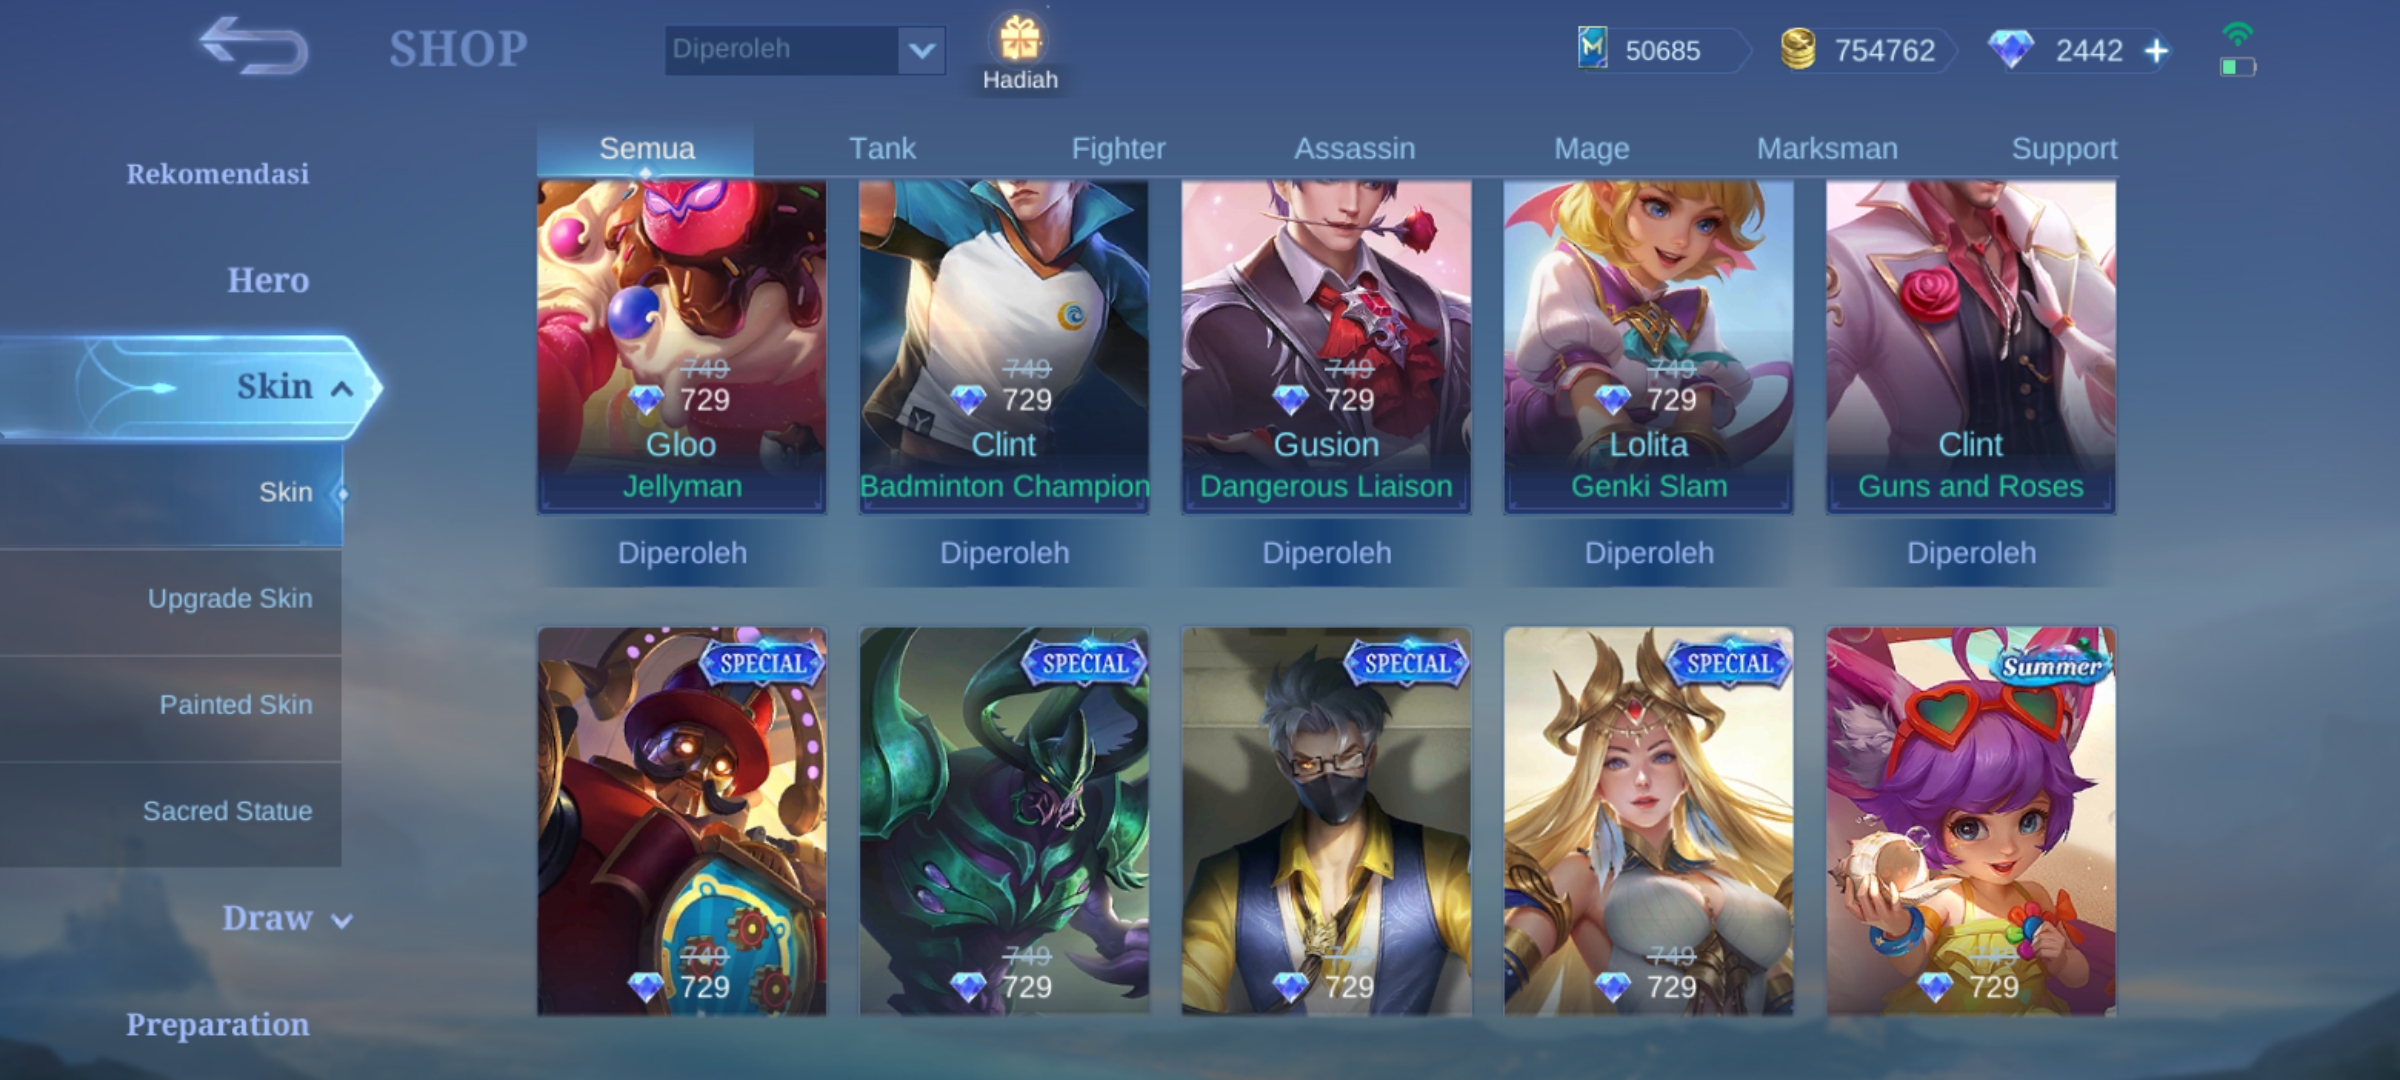 SHOP
Diperoleh
Hadiah
50685
754762
2442
Rekomendasi
Hero
Skin
Skin
Upgrade Skin
Painted Skin
Sacred Statue
Draw
Preparation
Semua Tank Fighter Assassin Mage Marksman Support
749 749 749 749
729 729 729 729
Gloo Clint Gusion Lolita Clint
Jellyman Badminton Champion Dangerous Liaison Genki Slam Guns and Roses
Diperoleh Diperoleh Diperoleh Diperoleh Diperoleh
SPECIAL SPECIAL SPECIAL SPECIAL Summer
749 749 749 749 749
729 729 729 729 729